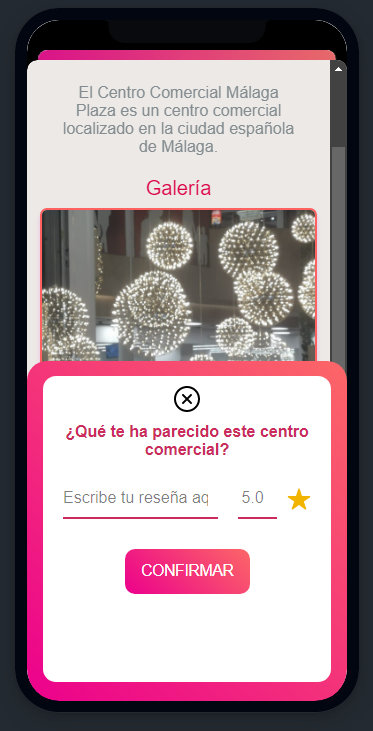 El Centro Comercial Málaga
Plaza es un centro comercial
localizado en la ciudad española
de Málaga.
Galería
¿Qué te ha parecido este centro
comercial?
Escribe tu reseña aq
5.0
CONFIRMAR